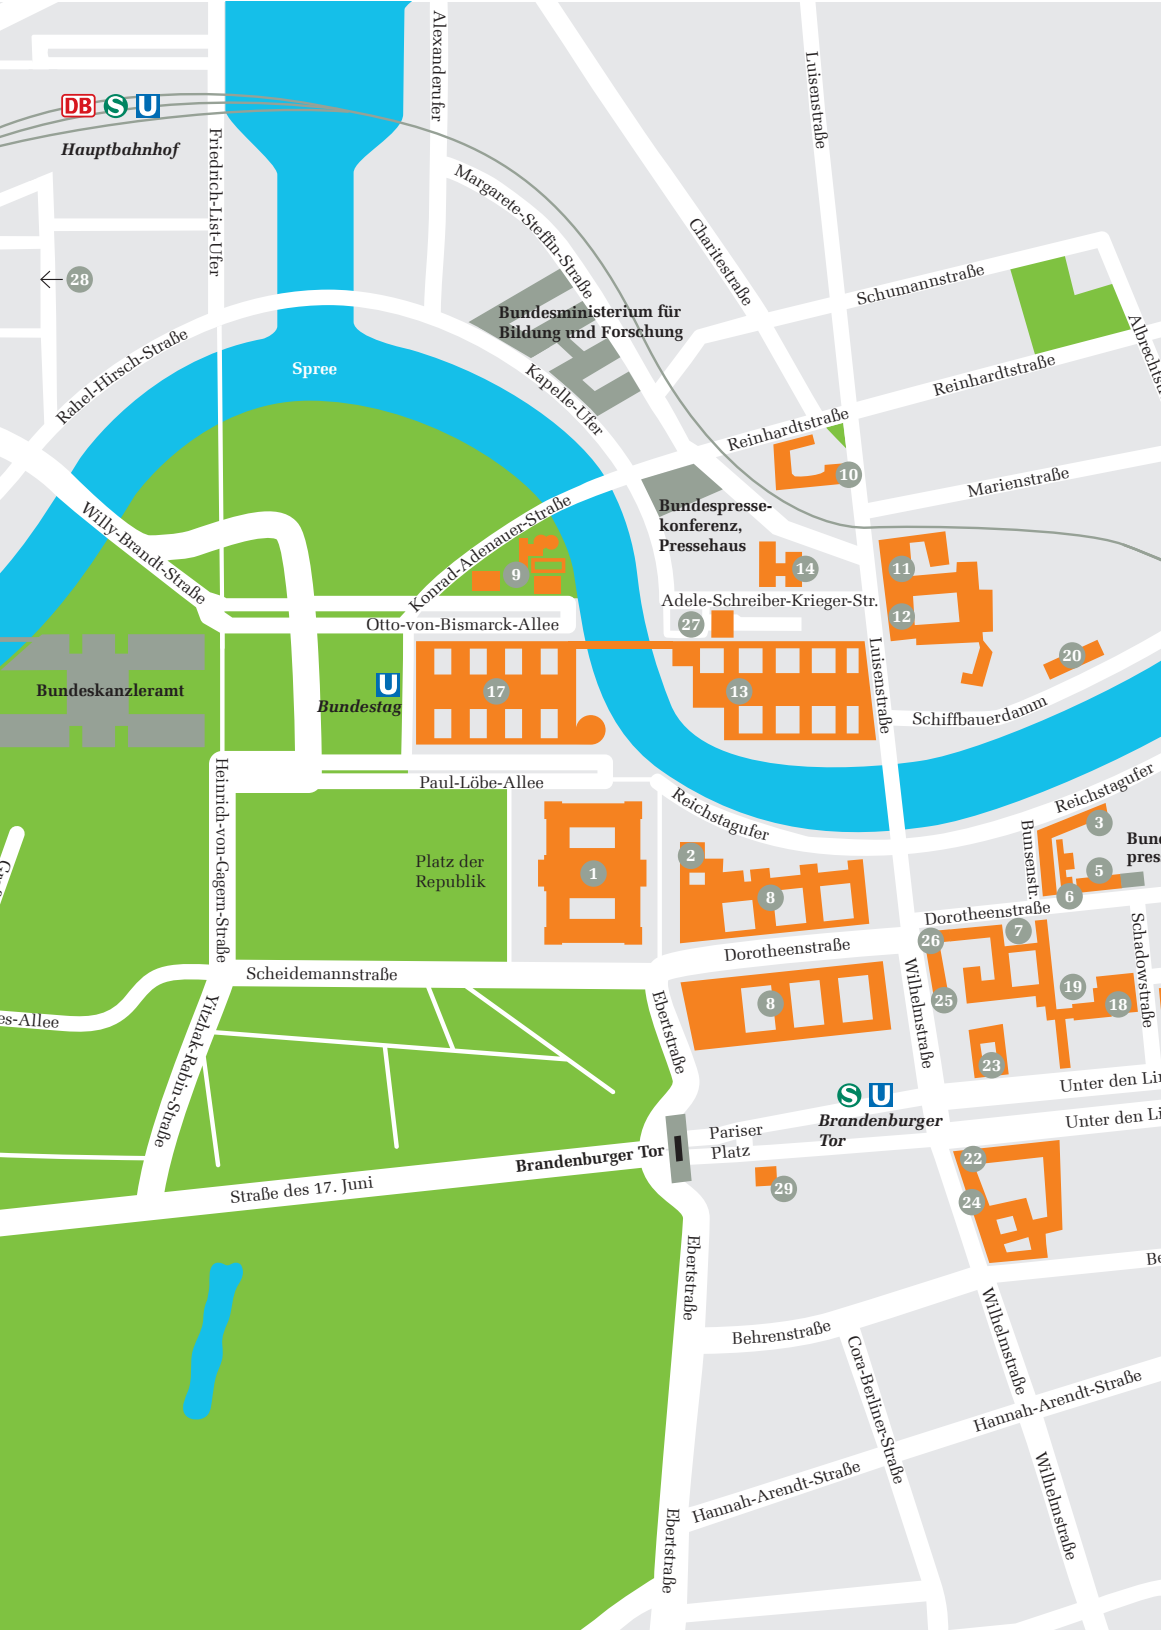 Alexanderufer
Luisenstraße
DB S U
Hauptbahnhof
Friedrich-List-Ufer
Margarete-Steffin-Straße
Charitestraße
28
Schumannstraße
Bundesministerium für
Bildung und Forschung
Rahel-Hirsch-Straße
Spree
Kapelle-Ufer
Reinhardtstraße
Reinhardtstraße
10
Marienstraße
Willy-Brandt-Straße
Konrad-Adenauer-Straße
Bundespresse-
konferenz,
Pressehaus
9
14
11
Adele-Schreiber-Krieger-Str.
12
Otto-von-Bismarck-Allee
27
20
Bundeskanzleramt
U
Bundestag
17
13
Luisenstraße
Schiffbauerdamm
Heinrich-von-Gagern-Straße
Paul-Löbe-Allee
Reichstagufer
Reichstagufer
Bunsenstr.
3
Platz der
Republik
1
2
8
5
6
Dorotheenstraße
Dorotheenstraße
26
7
Schadowstraße
Scheidemannstraße
Ebertstraße
8
Wilhelmstraße
25
19
18
es-Allee
Yitzhak-Rabin-Straße
23
S U
Brandenburger
Tor
Unter den
Unter den
Pariser
Platz
Brandenburger Tor
22
29
24
Straße des 17. Juni
Ebertstraße
Behrenstraße
Be
Wilhelmstraße
Cora-Berliner-Straße
Hannah-Arendt-Straße
Hannah-Arendt-Straße
Wilhelmstraße
Ebertstraße